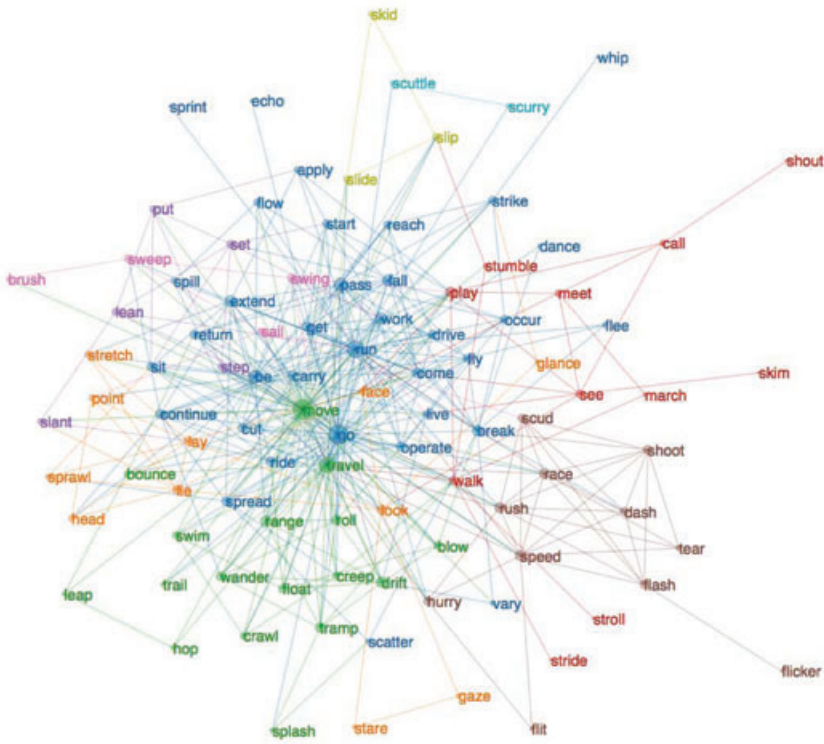 skid
whip
scuttle
sprint
echo
scurry
slip
shout
apply
slide
put
flow
strike
start
reach
set
dance
call
sweep
stumble
brush
spill
swing
pass
fall
play
meet
lean
extend
get
work
occur
flee
return
sail
run
drive
stretch
sit
step
be
carry
come
fly
glance
skim
point
face
see
march
slant
continue
move
live
scud
cut
go
operate
break
lay
shoot
sprawl
bounce
ride
travel
walk
race
lie
head
spread
look
rush
dash
range
roll
swim
blow
speed
tear
leap
trail
wander
float
creep
drift
hurry
vary
flash
stroll
hop
crawl
tramp
scatter
stride
flicker
gaze
splash
stare
flit